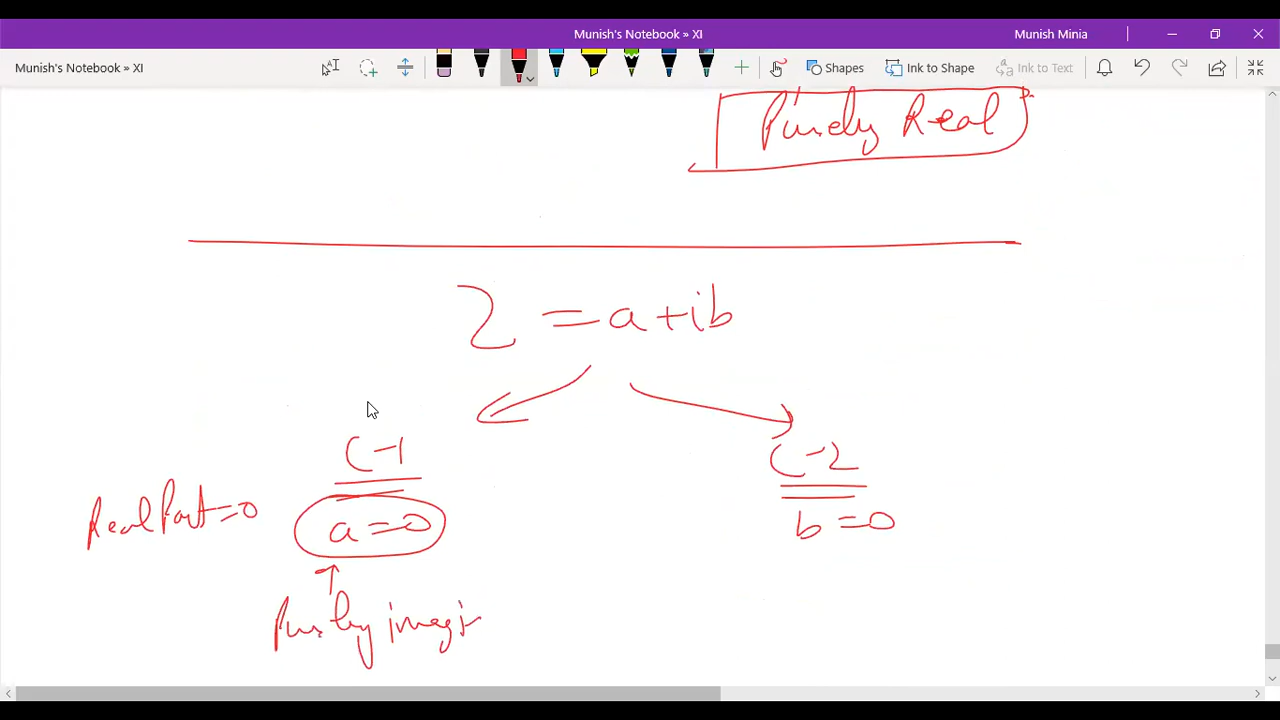 Munish's Notebook » XI
Munish Minia
Munish's Notebook » XI
Shapes
Ink to Shape
Ink to Text
Purely Real
Z = a+ib
C-1
C-2
Real Part=0
a=0
b=0
Purely imagi